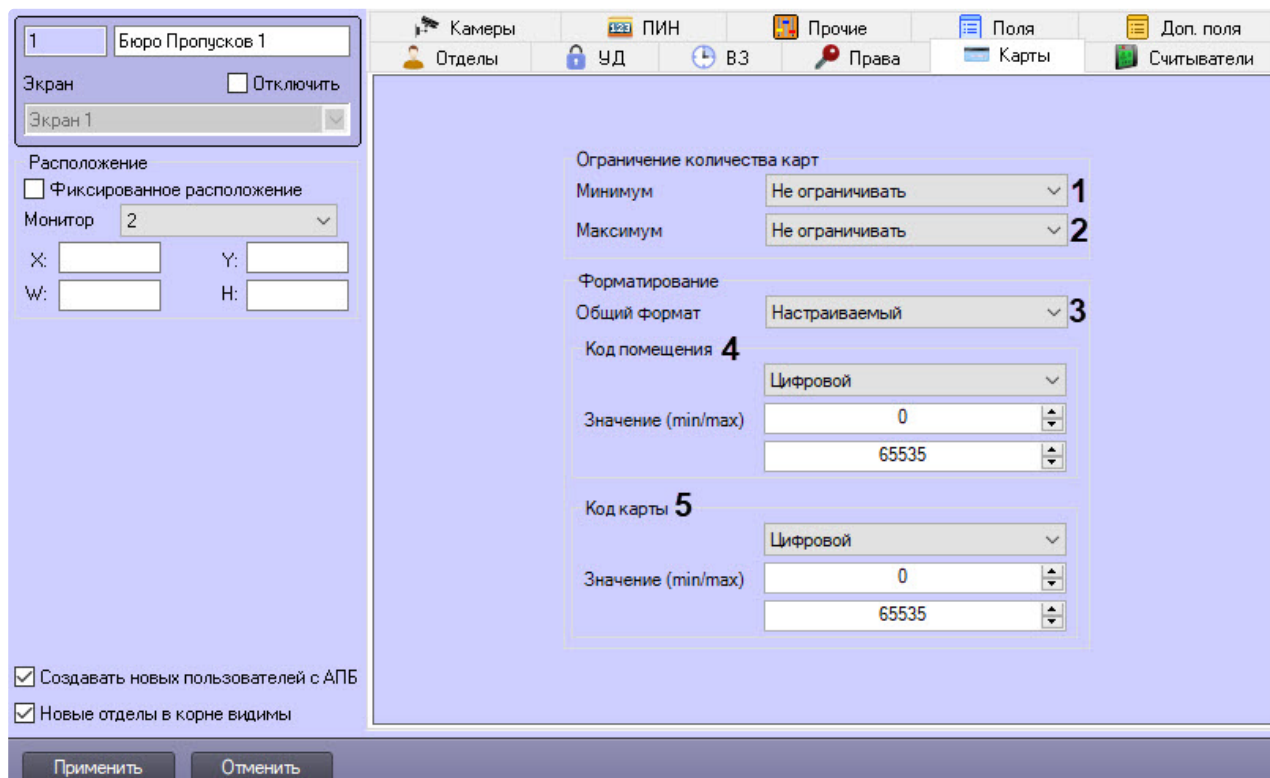 1 Бюро Пропусков 1
Экран Отключить
Экран 1
Расположение
Фиксированное расположение
Монитор 2
X: Y:
W: H:
Создавать новых пользователей с АПБ
Новые отделы в корне видимы
Камеры ПИН Прочие Поля Доп. поля
Отделы УД ВЗ Права Карты Считыватели
Ограничение количества карт
Минимум Не ограничивать 1
Максимум Не ограничивать 2
Форматирование
Общий формат Настраиваемый 3
Код помещения 4
Цифровой
Значение (min/max) 0
65535
Код карты 5
Цифровой
Значение (min/max) 0
65535
Применить Отменить